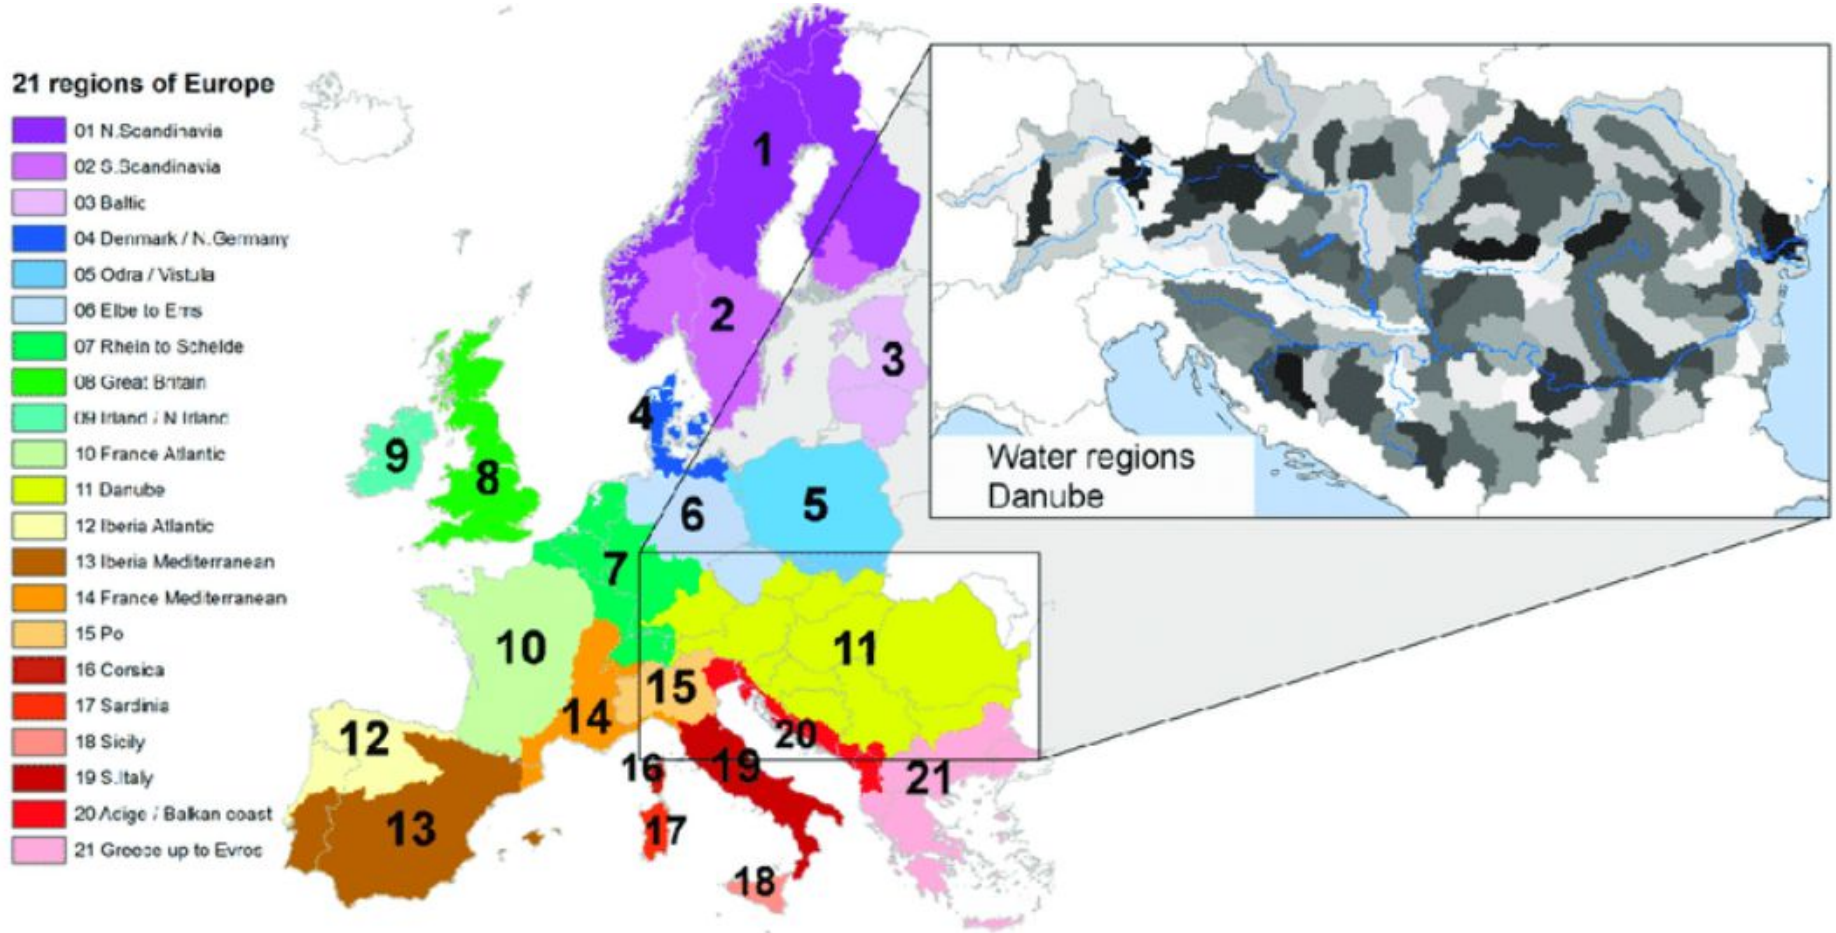 21 regions of Europe
01 N.Scandinavia
02 S.Scandinavia
03 Baltic
04 Denmark / N.Germany
05 Odra / Vistula
06 Elbe to Ems
07 Rhein to Schelde
08 Great Britain
09 Irland / N.Irland
10 France Atlantic
11 Danube
12 Iberia Atlantic
13 Iberia Mediterranean
14 France Mediterranean
15 Po
16 Corsica
17 Sardinia
18 Sicily
19 S.Italy
20 Adige / Balkan coast
21 Greece up to Evros
1
2
3
4
5
6
7
8
9
10
11
12
13
14
15
16
17
18
19
20
21
Water regions
Danube